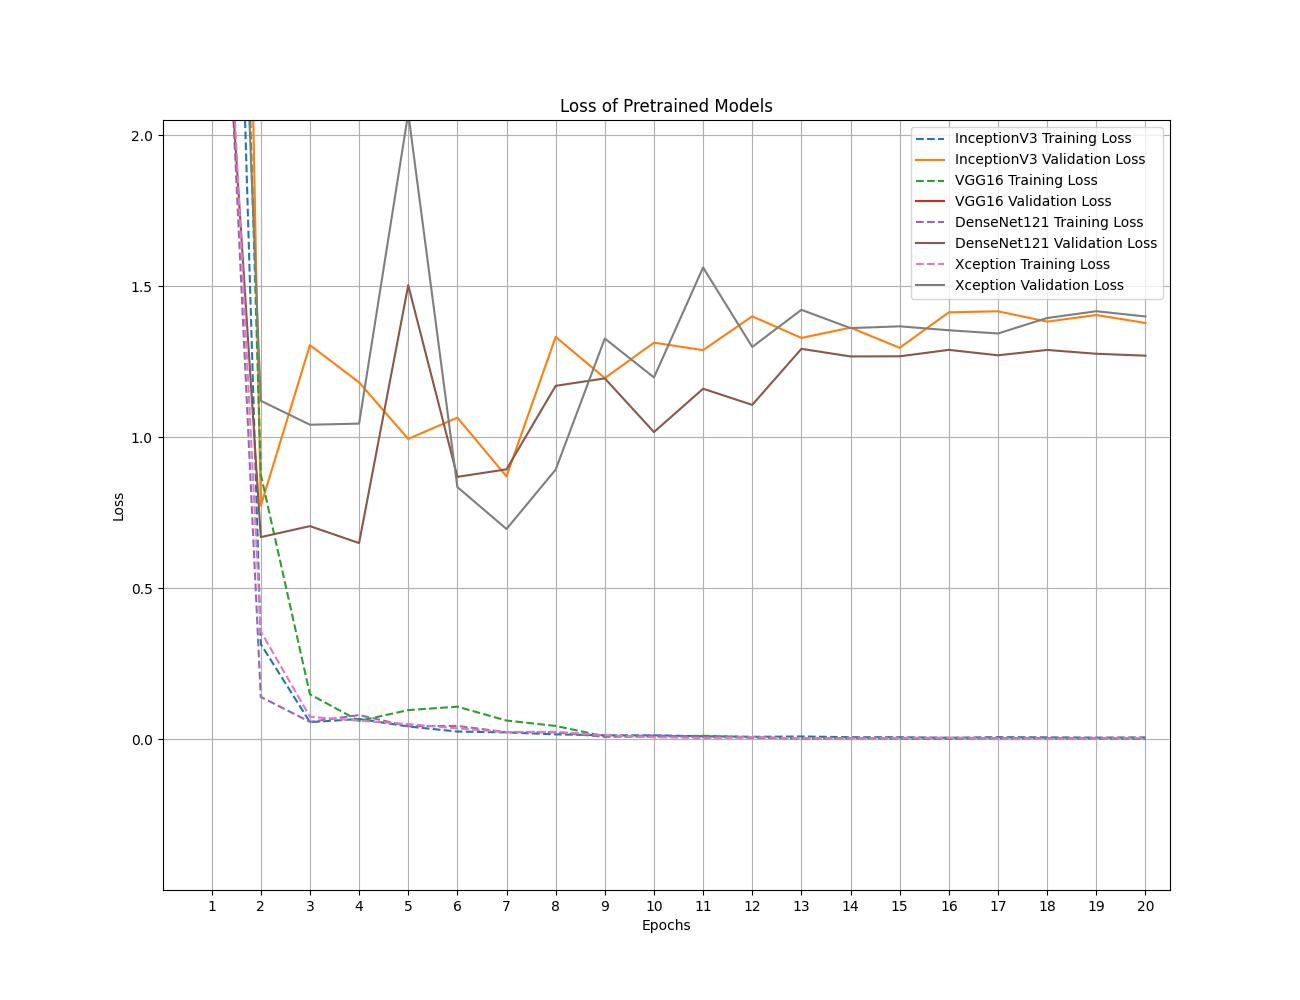 Loss of Pretrained Models
2.0
1.5
1.0
0.5
0.0
Loss
InceptionV3 Training Loss
InceptionV3 Validation Loss
VGG16 Training Loss
VGG16 Validation Loss
DenseNet121 Training Loss
DenseNet121 Validation Loss
Xception Training Loss
Xception Validation Loss
1 2 3 4 5 6 7 8 9 10 11 12 13 14 15 16 17 18 19 20
Epochs